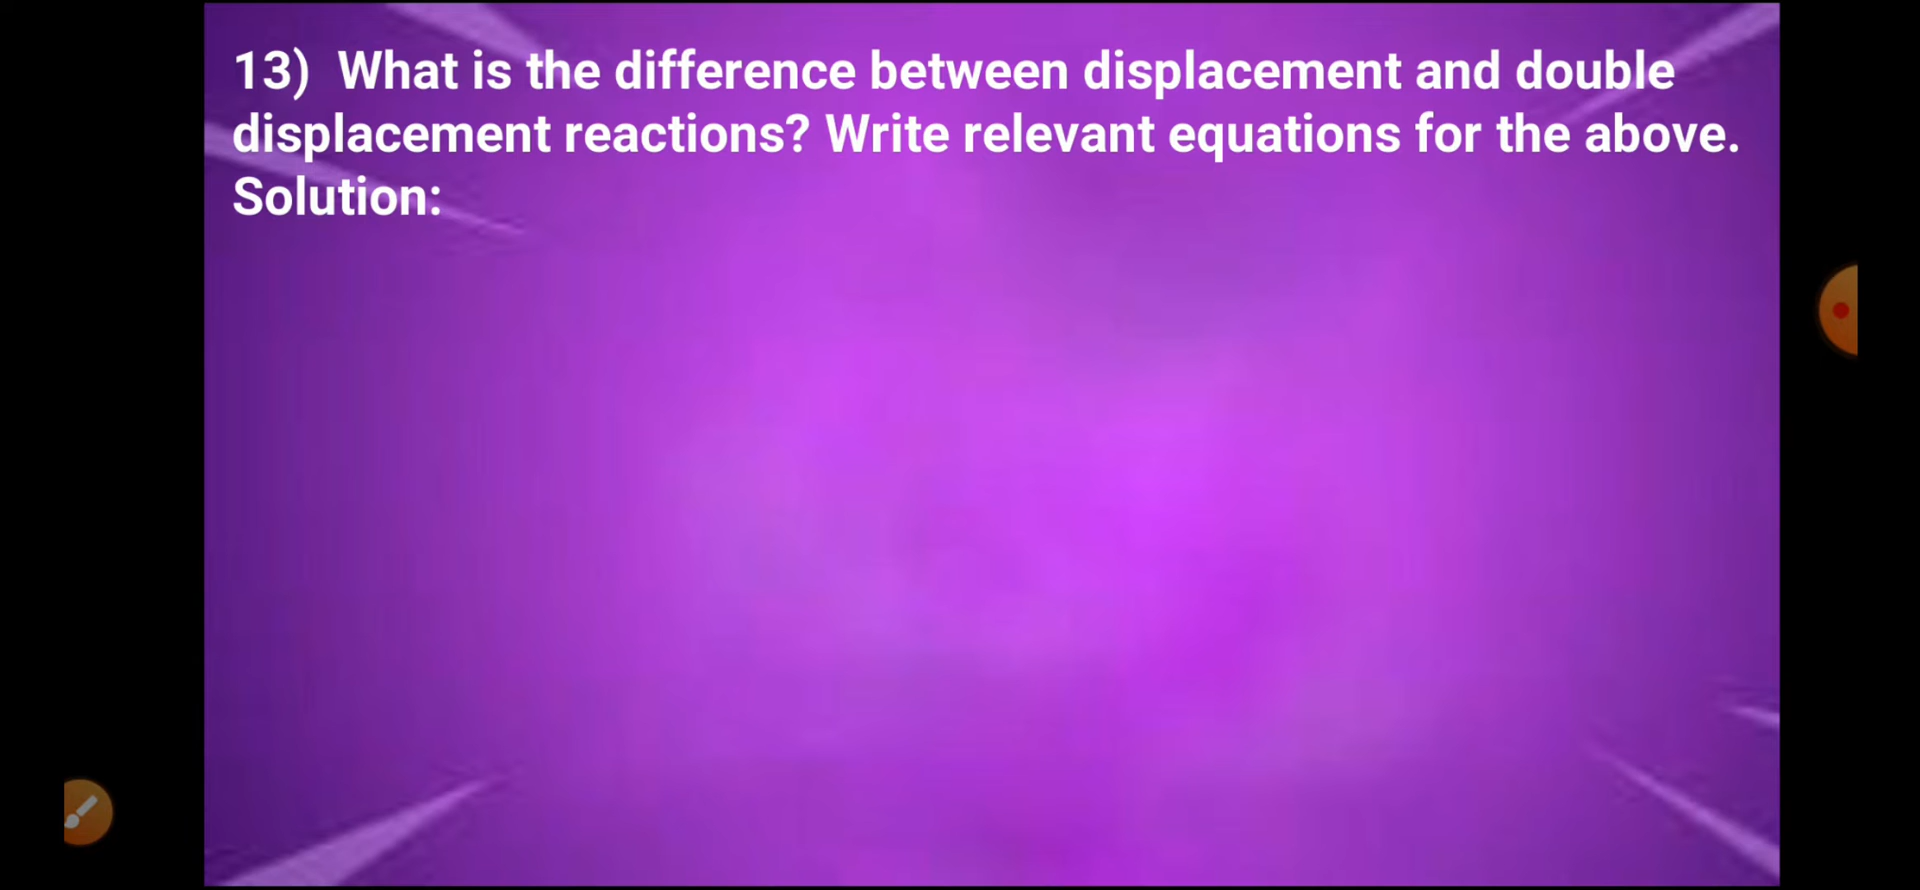 13) What is the difference between displacement and double
displacement reactions? Write relevant equations for the above.
Solution: